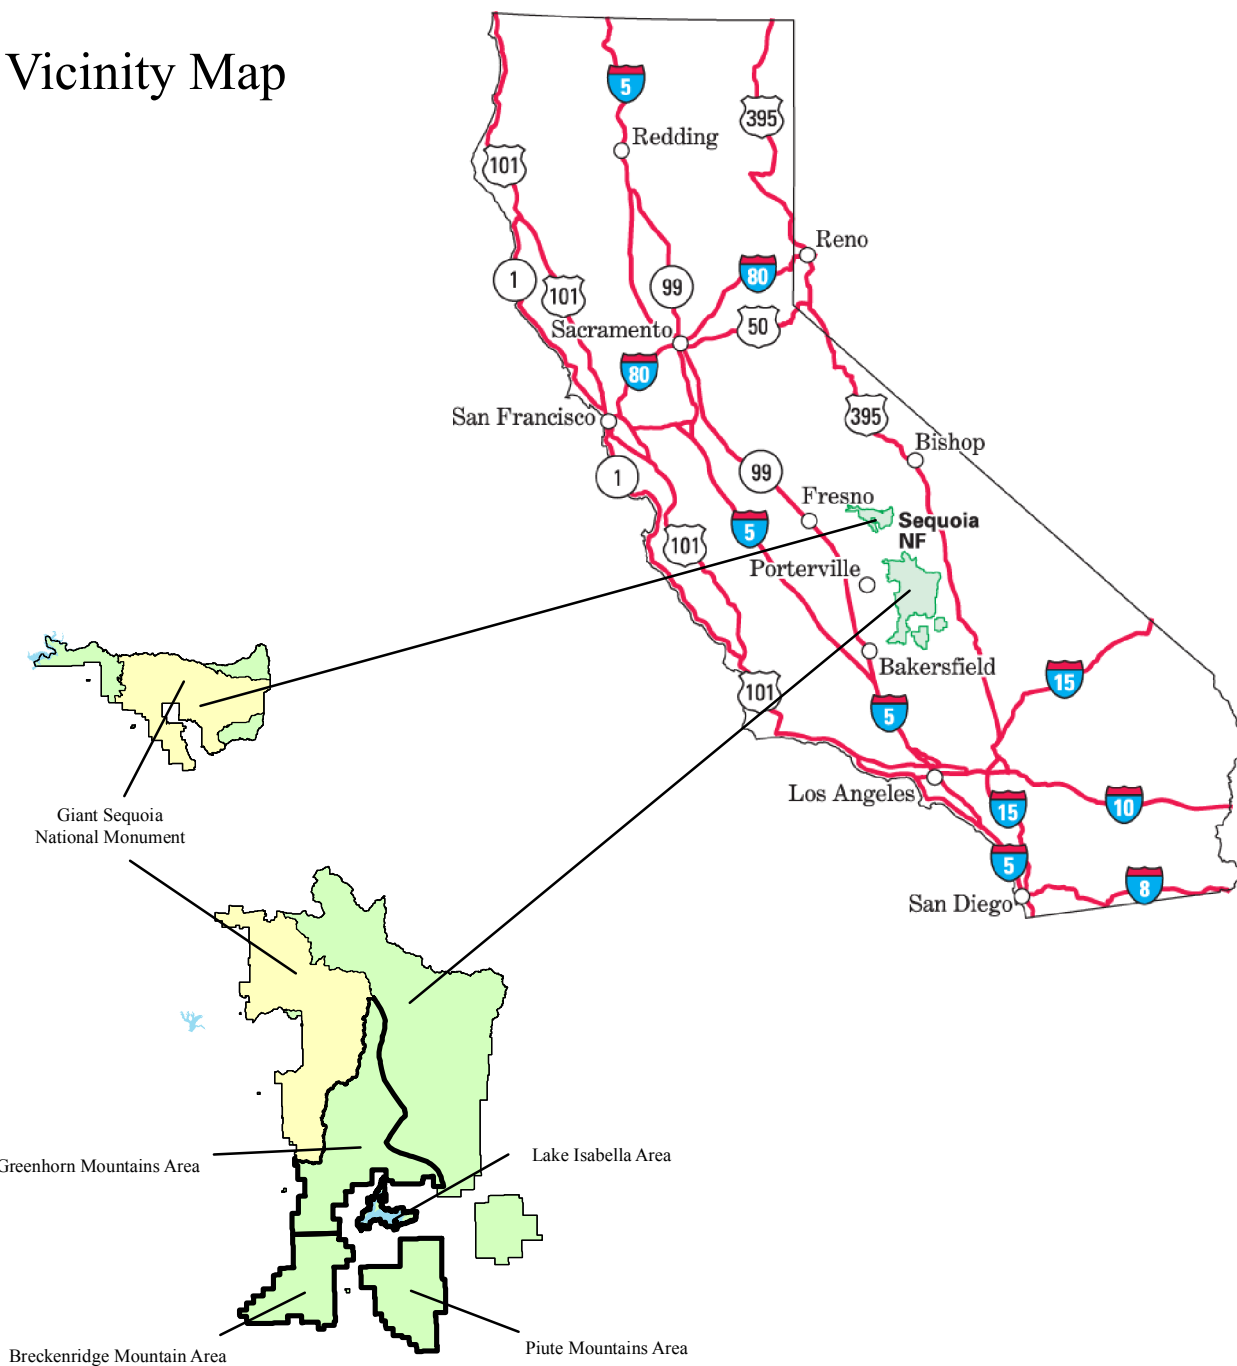 Vicinity Map
5
395
Redding
101
Reno
1
101
99
80
50
Sacramento
80
San Francisco
395
Bishop
1
99
Fresno
5
Sequoia
NF
101
Porterville
Bakersfield
101
5
15
Los Angeles
15
10
5
8
San Diego
Giant Sequoia
National Monument
Greenhorn Mountains Area
Lake Isabella Area
Breckenridge Mountain Area
Piute Mountains Area